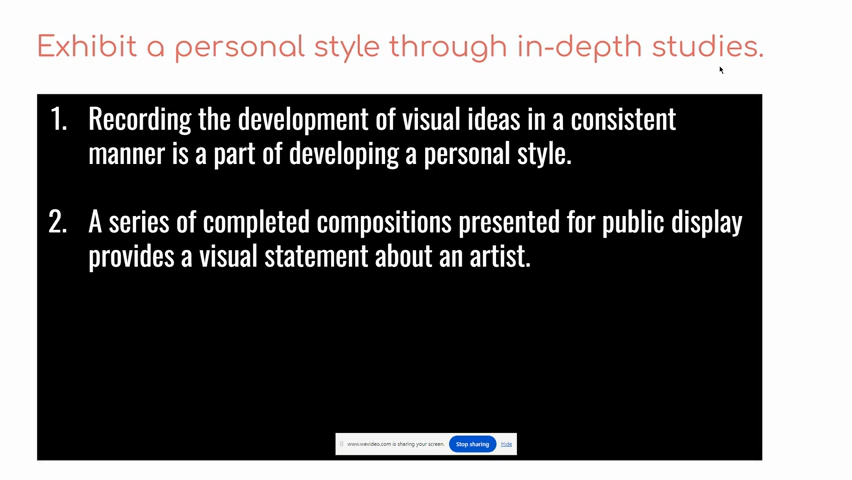 Exhibit a personal style through in-depth studies.
1. Recording the development of visual ideas in a consistent
manner is a part of developing a personal style.
2. A series of completed compositions presented for public display
provides a visual statement about an artist.
www.wevideo.com is sharing your screen. Stop sharing Hide